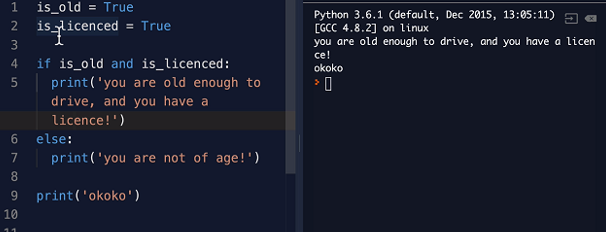 1 is_old = True
2 is_licenced = True
3
4 if is_old and is_licenced:
5 print('you are old enough to
drive, and you have a
licence!')
6 else:
7 print('you are not of age!')
8
9 print('okoko')
10
11
Python 3.6.1 (default, Dec 2015, 13:05:11)
[GCC 4.8.2] on linux
you are old enough to drive, and you have a licen
ce!
okoko
>